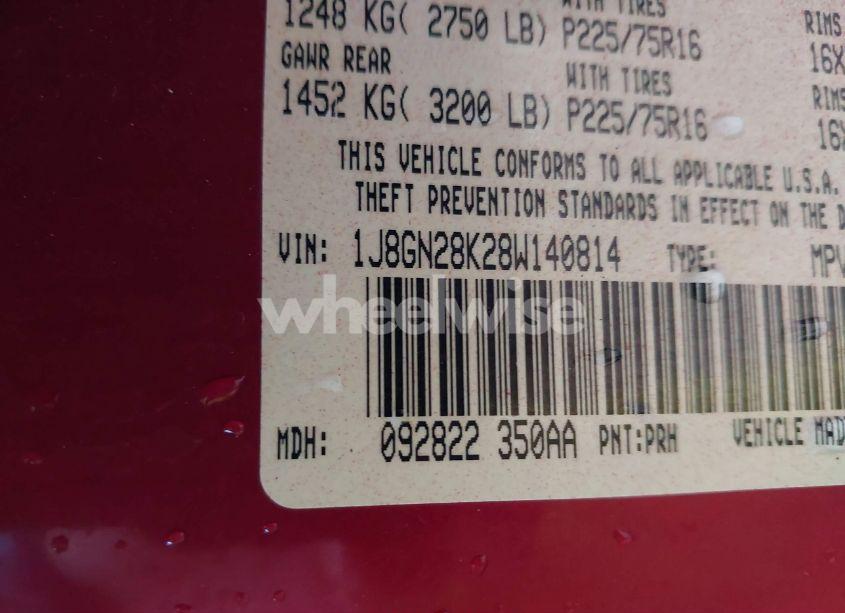 WITH TIRES
1248 KG( 2750 LB) P225/75R16
RIMS
16X
GAWR REAR
WITH TIRES
RIMS
1452 KG( 3200 LB) P225/75R16
16X
THIS VEHICLE CONFORMS TO ALL APPLICABLE U.S.A.
THEFT PREVENTION STANDARDS IN EFFECT ON THE D
VIN: 1J8GN28K28W140814 TYPE: MPV
wheelwise
MDH: 092822 350AA PNT:PRH VEHICLE MAD